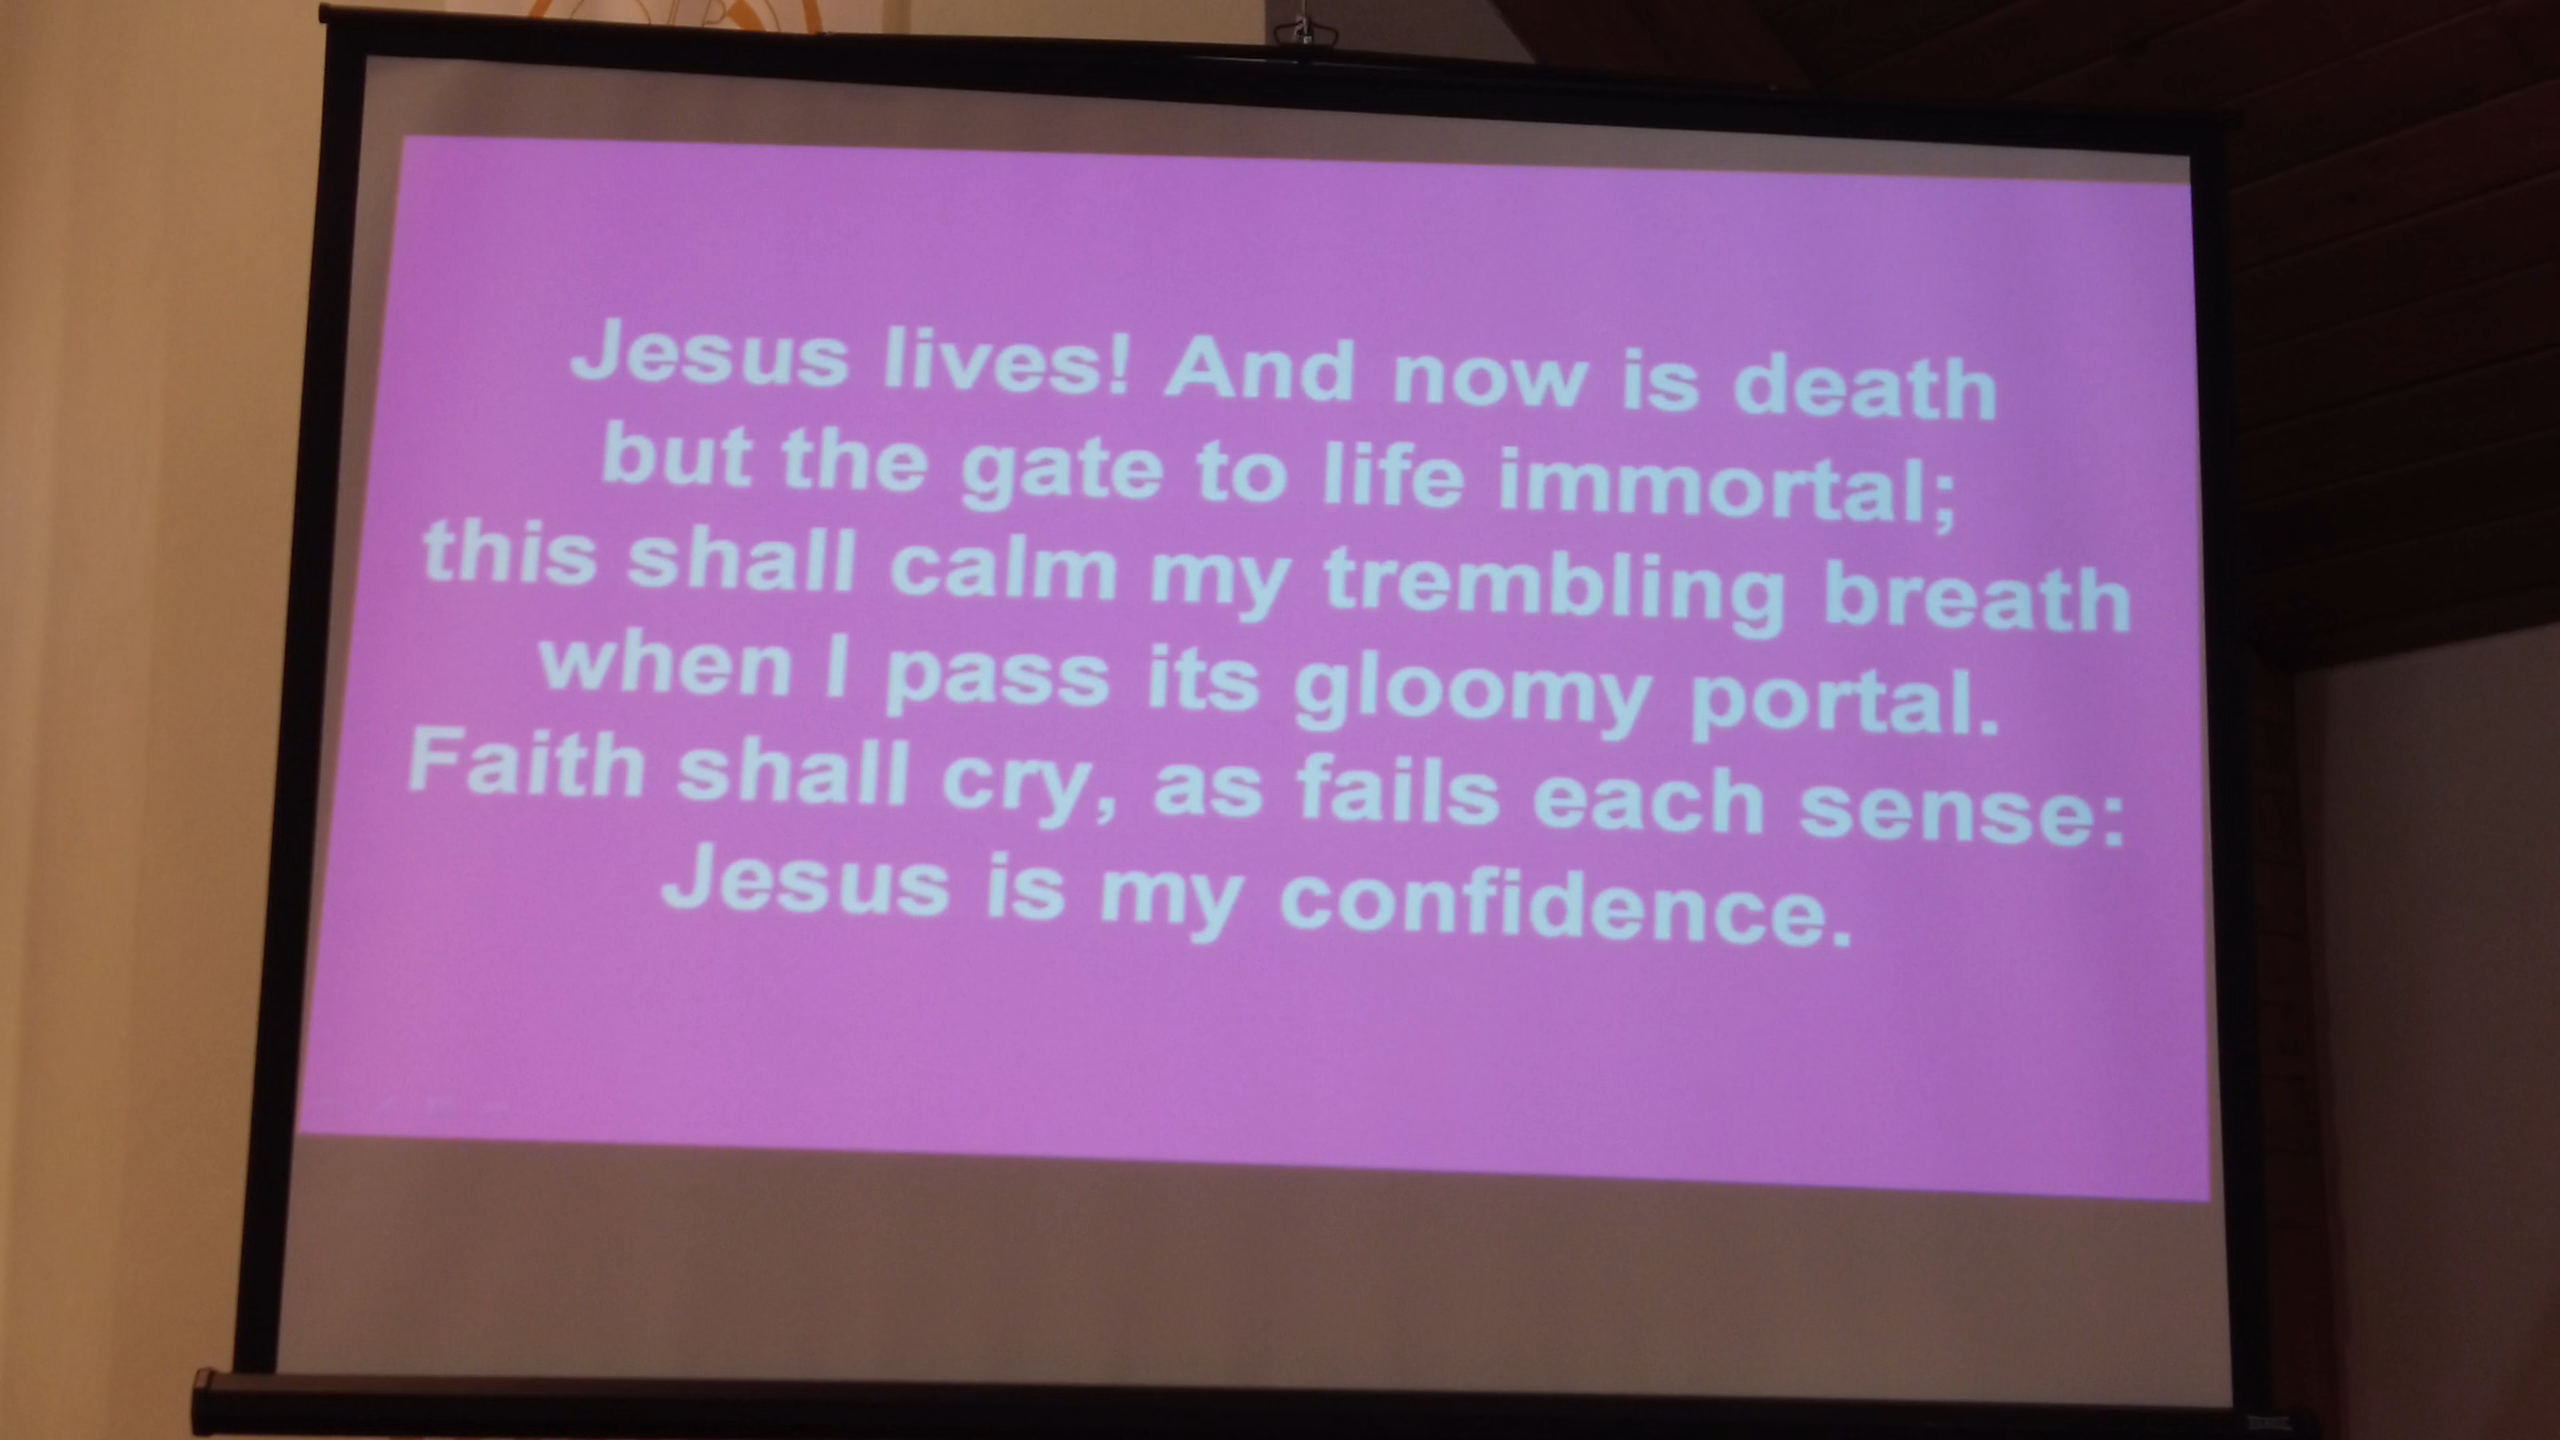 Jesus lives! And now is death
but the gate to life immortal;
this shall calm my trembling breath
when I pass its gloomy portal.
Faith shall cry, as fails each sense:
Jesus is my confidence.